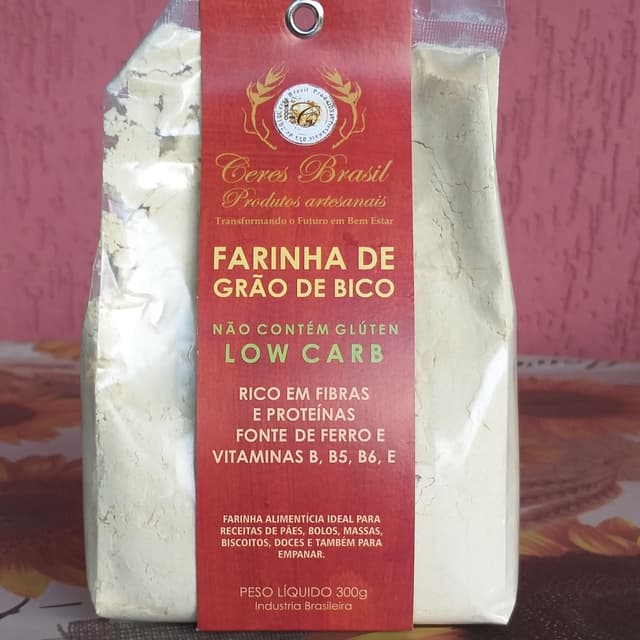 Ceres Brasil
Produtos artesanais
Transformando o Futuro em Bem Estar
FARINHA DE
GRÃO DE BICO
NÃO CONTÉM GLÚTEN
LOW CARB
RICO EM FIBRAS
E PROTEÍNAS
FONTE DE FERRO E
VITAMINAS B, B5, B6, E
FARINHA ALIMENTÍCIA IDEAL PARA
RECEITAS DE PÃES, BOLOS, MASSAS,
BISCOITOS, DOCES E TAMBÉM PARA
EMPANAR.
PESO LÍQUIDO 300g
Industria Brasileira